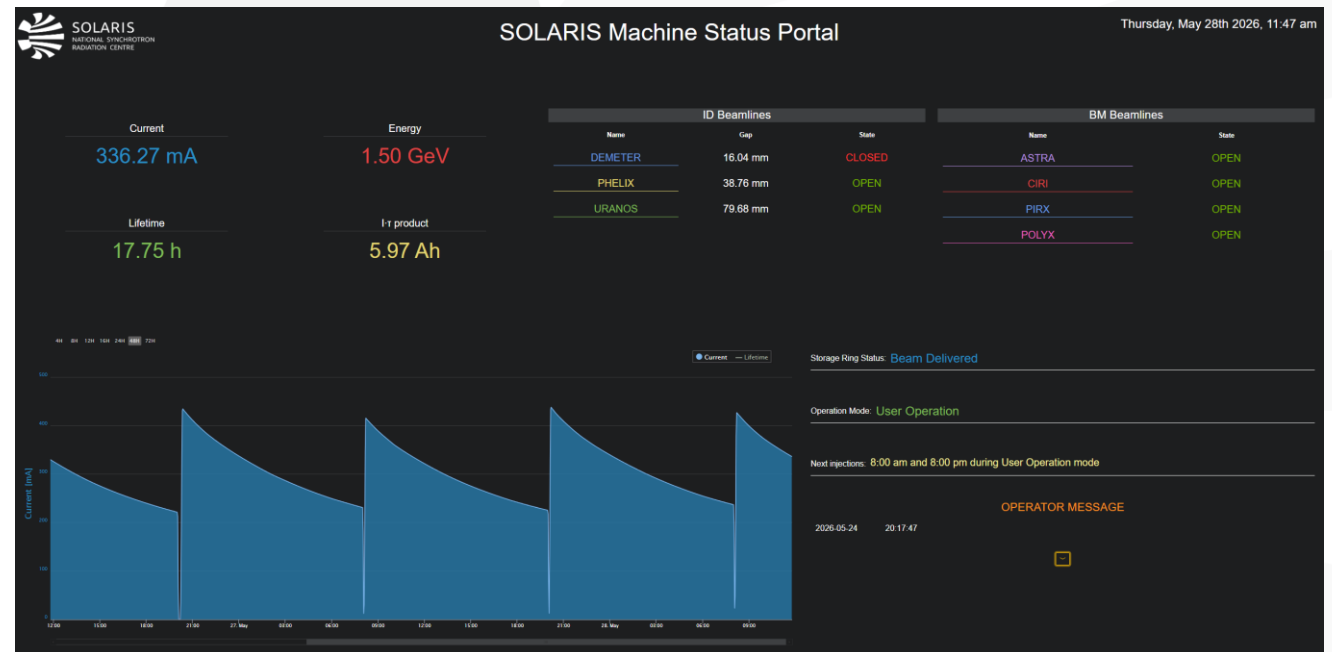 SOLARIS
NATIONAL SYNCHROTRON
RADIATION CENTRE
SOLARIS Machine Status Portal
Thursday, May 28th 2026, 11:47 am
Current
336.27 mA
Energy
1.50 GeV
Lifetime
17.75 h
I·τ product
5.97 Ah
ID Beamlines
Name Gap State
DEMETER 16.04 mm CLOSED
PHELIX 38.76 mm OPEN
URANOS 79.68 mm OPEN
BM Beamlines
Name State
ASTRA OPEN
CIRI OPEN
PIRX OPEN
POLYX OPEN
4H 8H 12H 16H 24H 48H 72H
Current Lifetime
Current [mA]
500
400
300
200
100
0
12:00 15:00 18:00 21:00 27. May 03:00 06:00 09:00 12:00 15:00 18:00 21:00 28. May 03:00 06:00 09:00
Storage Ring Status: Beam Delivered
Operation Mode: User Operation
Next injections: 8:00 am and 8:00 pm during User Operation mode
OPERATOR MESSAGE
2026-05-24 20:17:47